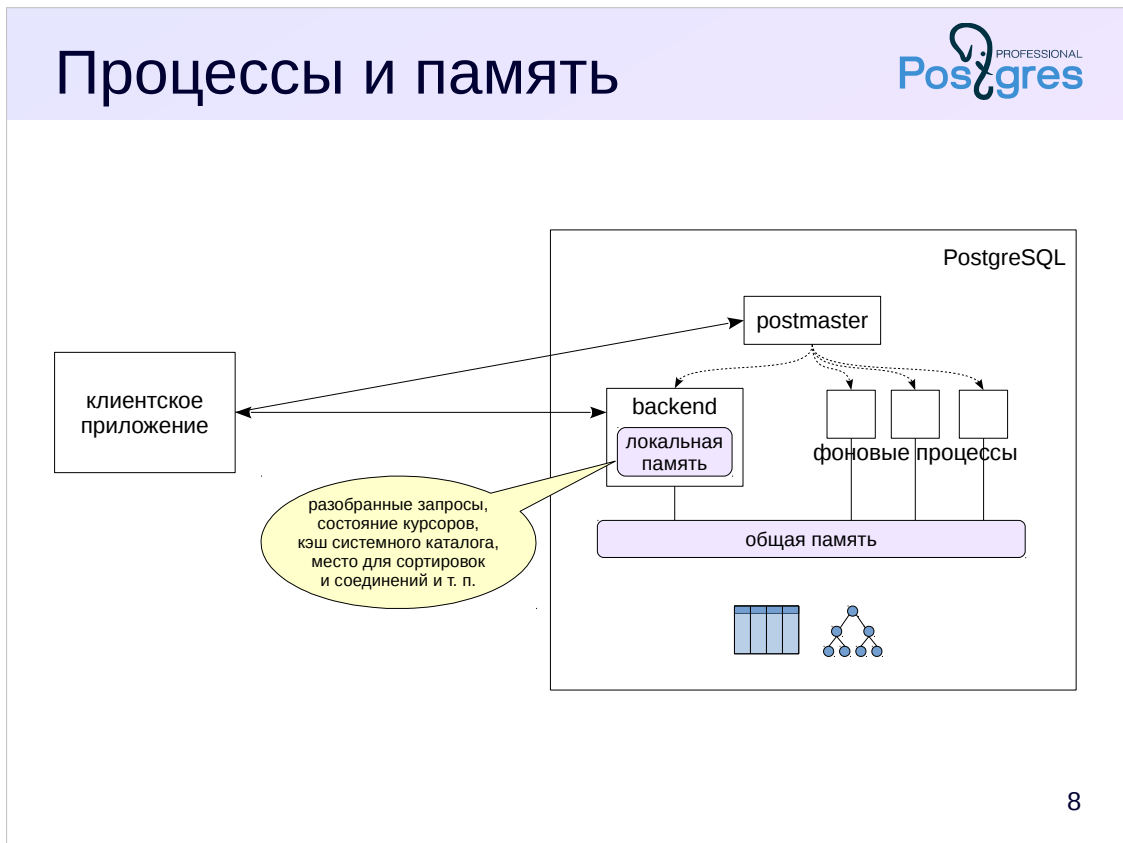 Процессы и память
PROFESSIONAL
Postgres
PostgreSQL
postmaster
клиентское
приложение
backend
локальная
память
фоновые процессы
разобранные запросы,
состояние курсоров,
кэш системного каталога,
место для сортировок
и соединений и т. п.
общая память
8